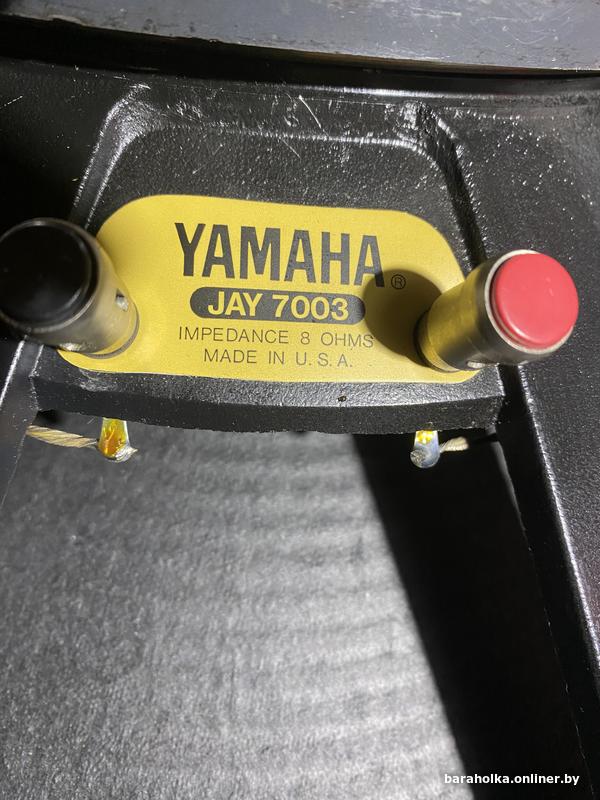 YAMAHA®
JAY 7003
IMPEDANCE 8 OHMS
MADE IN U.S.A.
baraholka.onliner.by